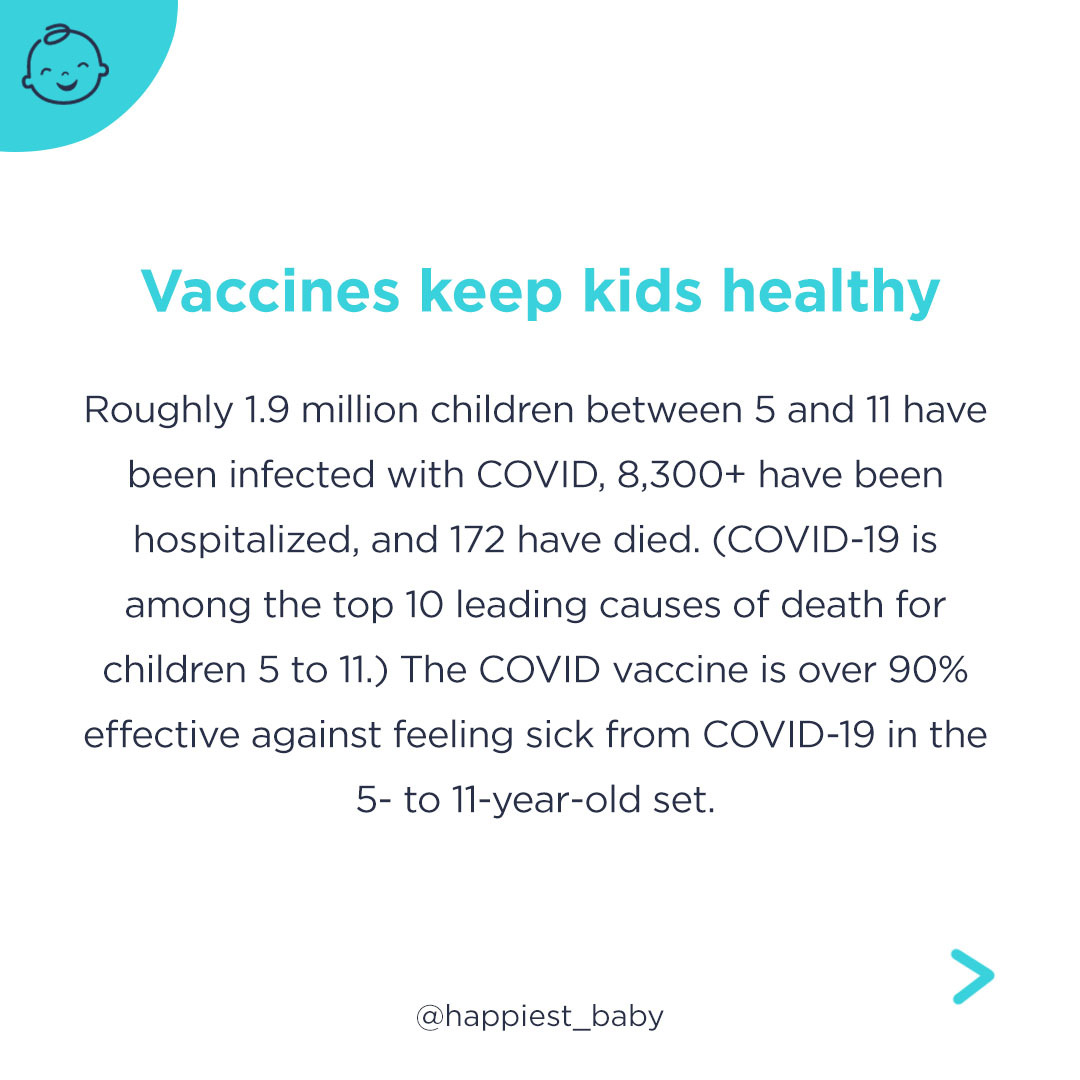 Vaccines keep kids healthy
Roughly 1.9 million children between 5 and 11 have
been infected with COVID, 8,300+ have been
hospitalized, and 172 have died. (COVID-19 is
among the top 10 leading causes of death for
children 5 to 11.) The COVID vaccine is over 90%
effective against feeling sick from COVID-19 in the
5- to 11-year-old set.
@happiest_baby